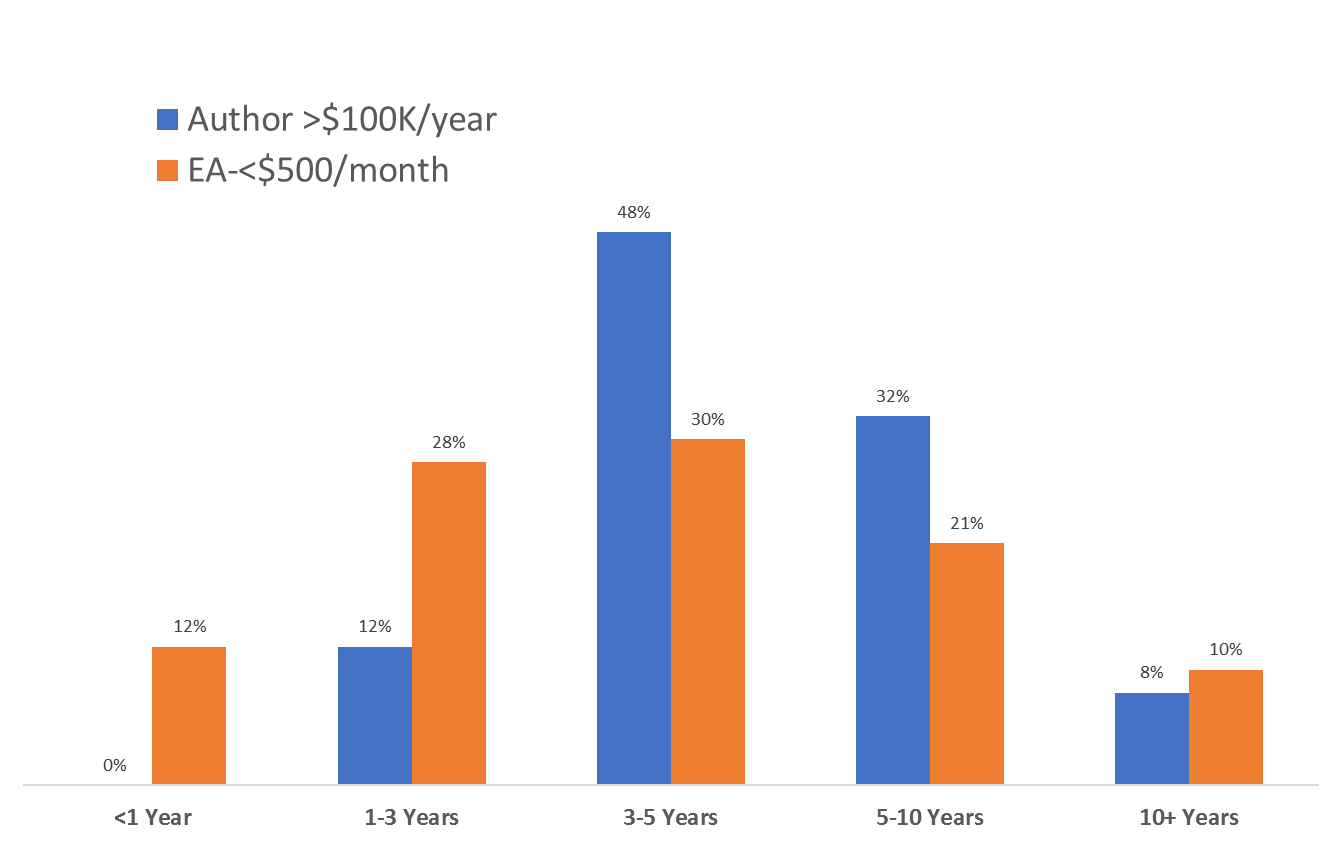 Author >$100K/year
EA-<$500/month
48%
32%
30%
28%
21%
12%
12%
10%
8%
0%
<1 Year
1-3 Years
3-5 Years
5-10 Years
10+ Years